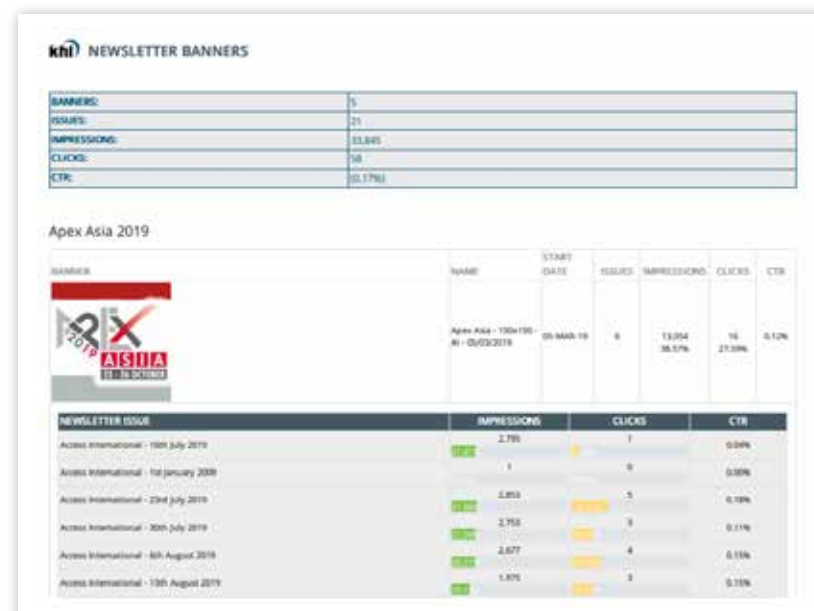 khl NEWSLETTER BANNERS
BANNERS: 5
ISSUES: 21
IMPRESSIONS: 33,845
CLICKS: 58
CTR: (0.17%)
Apex Asia 2019
BANNER NAME START DATE ISSUES IMPRESSIONS CLICKS CTR
2019 APEX ASIA
OCTOBER
Apex Asia - 150x150 - AI - 05/03/2019 05-MAR-19 6 13,054 38.57% 16 27.59% 0.12%
NEWSLETTER ISSUE IMPRESSIONS CLICKS CTR
Access International - 16th July 2019 2,795 1 0.04%
Access International - 1st January 2008 1 0 0.00%
Access International - 23rd July 2019 2,853 5 0.18%
Access International - 30th July 2019 2,753 3 0.11%
Access International - 6th August 2019 2,677 4 0.15%
Access International - 13th August 2019 1,975 3 0.15%